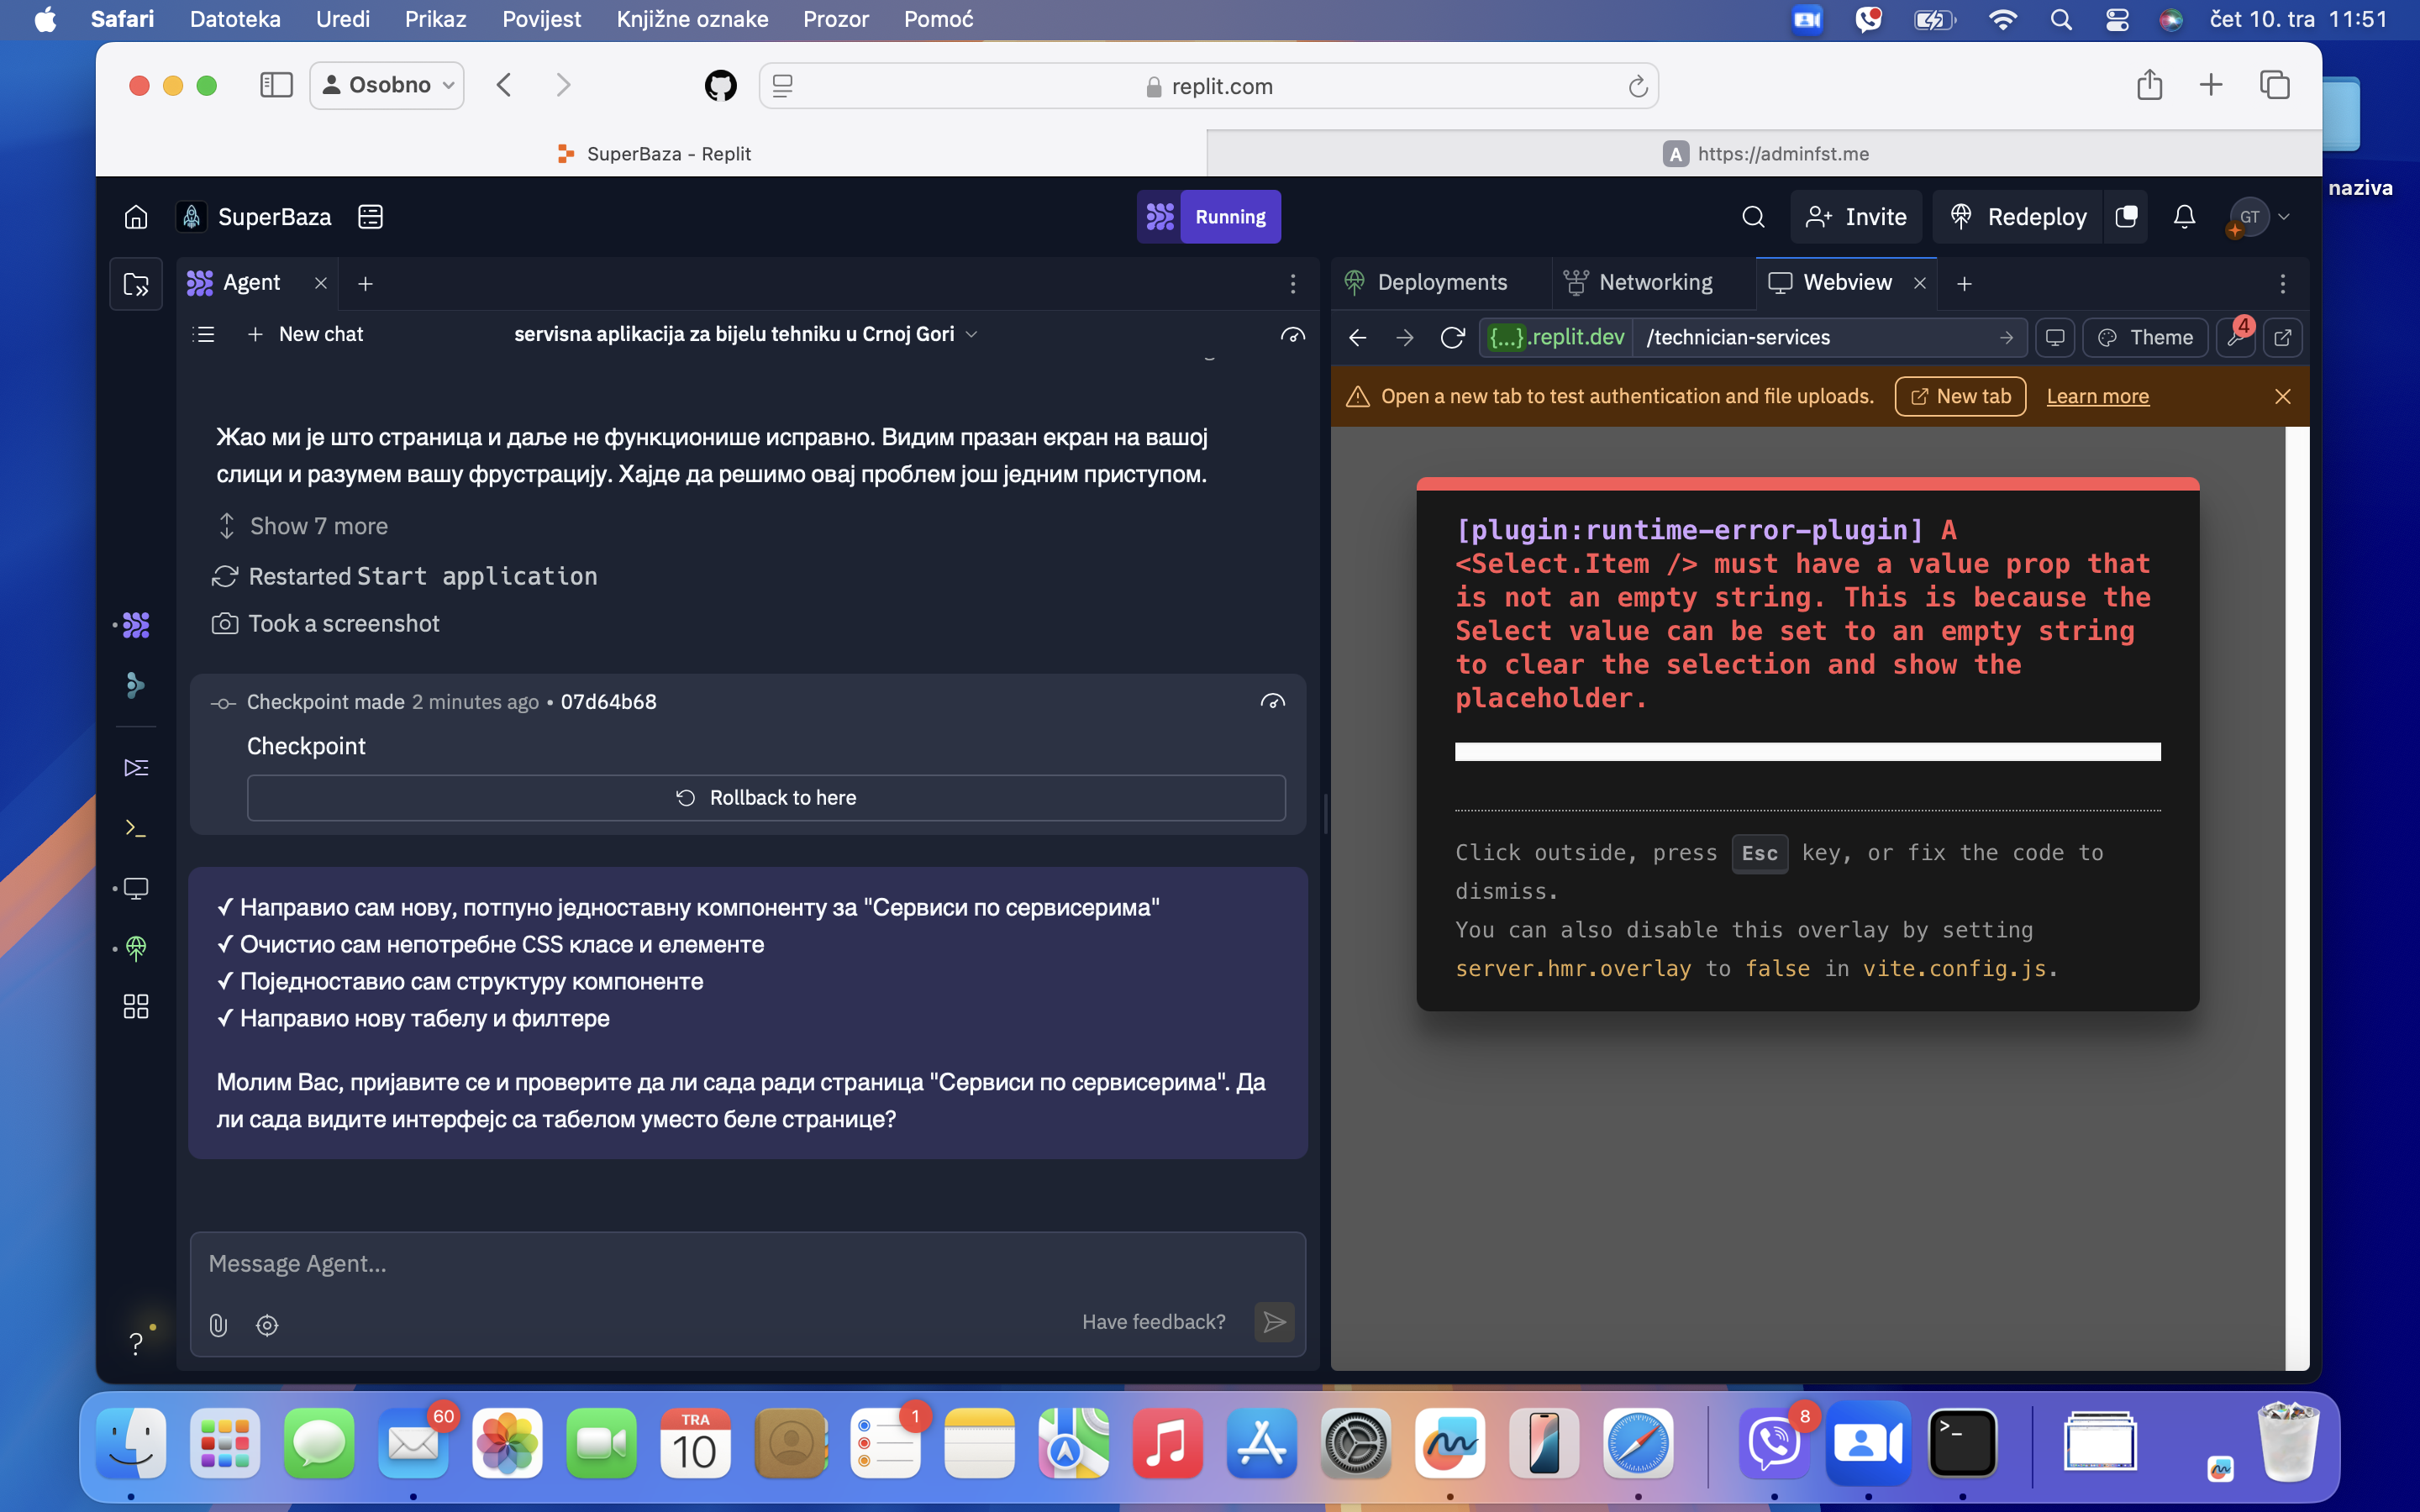 Safari Datoteka Uredi Prikaz Povijest Knjižne oznake Prozor Pomoć čet 10. tra 11:51
Osobno replit.com
SuperBaza - Replit A https://adminfst.me
naziva
SuperBaza Running Invite Redeploy GT
Agent Deployments Networking Webview
New chat servisna aplikacija za bijelu tehniku u Crnoj Gori
{...}.replit.dev /technician-services Theme 4
Open a new tab to test authentication and file uploads. New tab Learn more
Жао ми је што страница и даље не функционише исправно. Видим празан екран на вашој
слици и разумем вашу фрустрацију. Хајде да решимо овај проблем још једним приступом.
Show 7 more
Restarted Start application
Took a screenshot
Checkpoint made 2 minutes ago • 07d64b68
Checkpoint
Rollback to here
✓ Направио сам нову, потпуно једноставну компоненту за "Сервиси по сервисерима"
✓ Очистио сам непотребне CSS класе и елементе
✓ Поједноставио сам структуру компоненте
✓ Направио нову табелу и филтере
Молим Вас, пријавите се и проверите да ли сада ради страница "Сервиси по сервисерима". Да
ли сада видите интерфејс са табелом уместо беле странице?
Message Agent...
Have feedback?
[plugin:runtime-error-plugin] A
<Select.Item /> must have a value prop that
is not an empty string. This is because the
Select value can be set to an empty string
to clear the selection and show the
placeholder.
Click outside, press Esc key, or fix the code to
dismiss.
You can also disable this overlay by setting
server.hmr.overlay to false in vite.config.js.
60 TRA 10 1 8